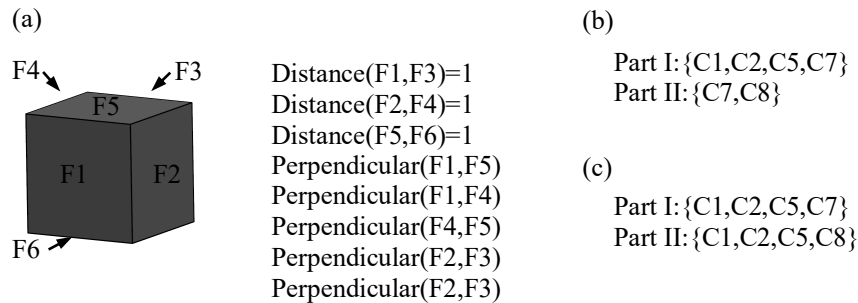 (a)
F4
F3
F5
F1
F2
F6
Distance(F1,F3)=1
Distance(F2,F4)=1
Distance(F5,F6)=1
Perpendicular(F1,F5)
Perpendicular(F1,F4)
Perpendicular(F4,F5)
Perpendicular(F2,F3)
Perpendicular(F2,F3)
(b)
Part I:{C1,C2,C5,C7}
Part II:{C7,C8}
(c)
Part I:{C1,C2,C5,C7}
Part II:{C1,C2,C5,C8}